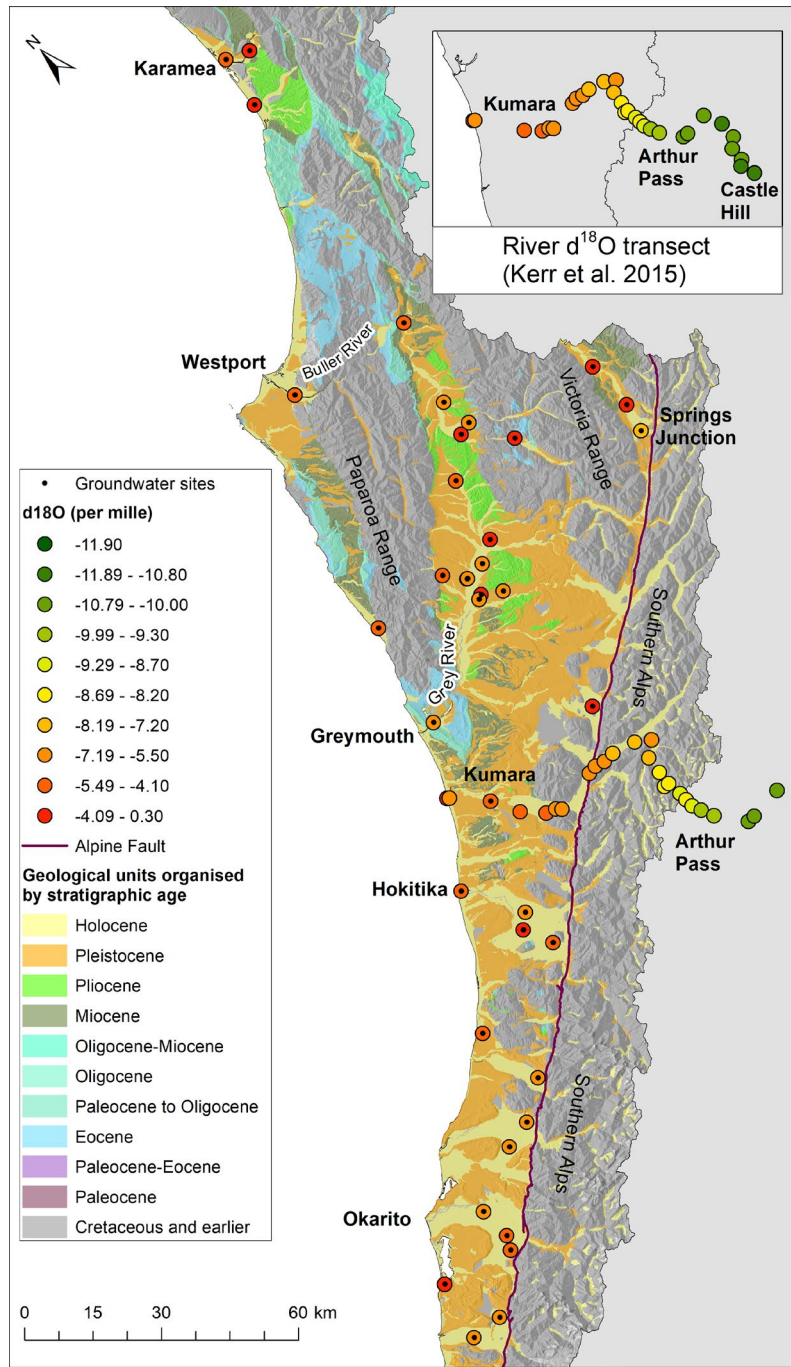 N
Karamea
Kumara
Arthur
Pass
Castle
Hill
River d¹⁸O transect
(Kerr et al. 2015)
Westport
Buller River
Victoria Range
Springs
Junction
Paparoa Range
Southern Alps
Grey River
Greymouth
Kumara
Arthur
Pass
Hokitika
Southern Alps
Okarito
Groundwater sites
d18O (per mille)
-11.90
-11.89 - -10.80
-10.79 - -10.00
-9.99 - -9.30
-9.29 - -8.70
-8.69 - -8.20
-8.19 - -7.20
-7.19 - -5.50
-5.49 - -4.10
-4.09 - 0.30
Alpine Fault
Geological units organised
by stratigraphic age
Holocene
Pleistocene
Pliocene
Miocene
Oligocene-Miocene
Oligocene
Paleocene to Oligocene
Eocene
Paleocene-Eocene
Paleocene
Cretaceous and earlier
0 30 60 km